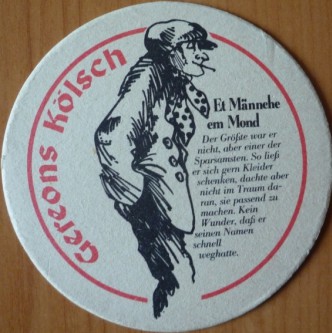 Gereons Kölsch
Et Männche
em Mond
Der Größte war er
nicht, aber einer der
Sparsamsten. So ließ
er sich gern Kleider
schenken, dachte aber
nicht im Traum da-
ran, sie passend zu
machen. Kein
Wunder, daß er
seinen Namen
schnell
weghatte.